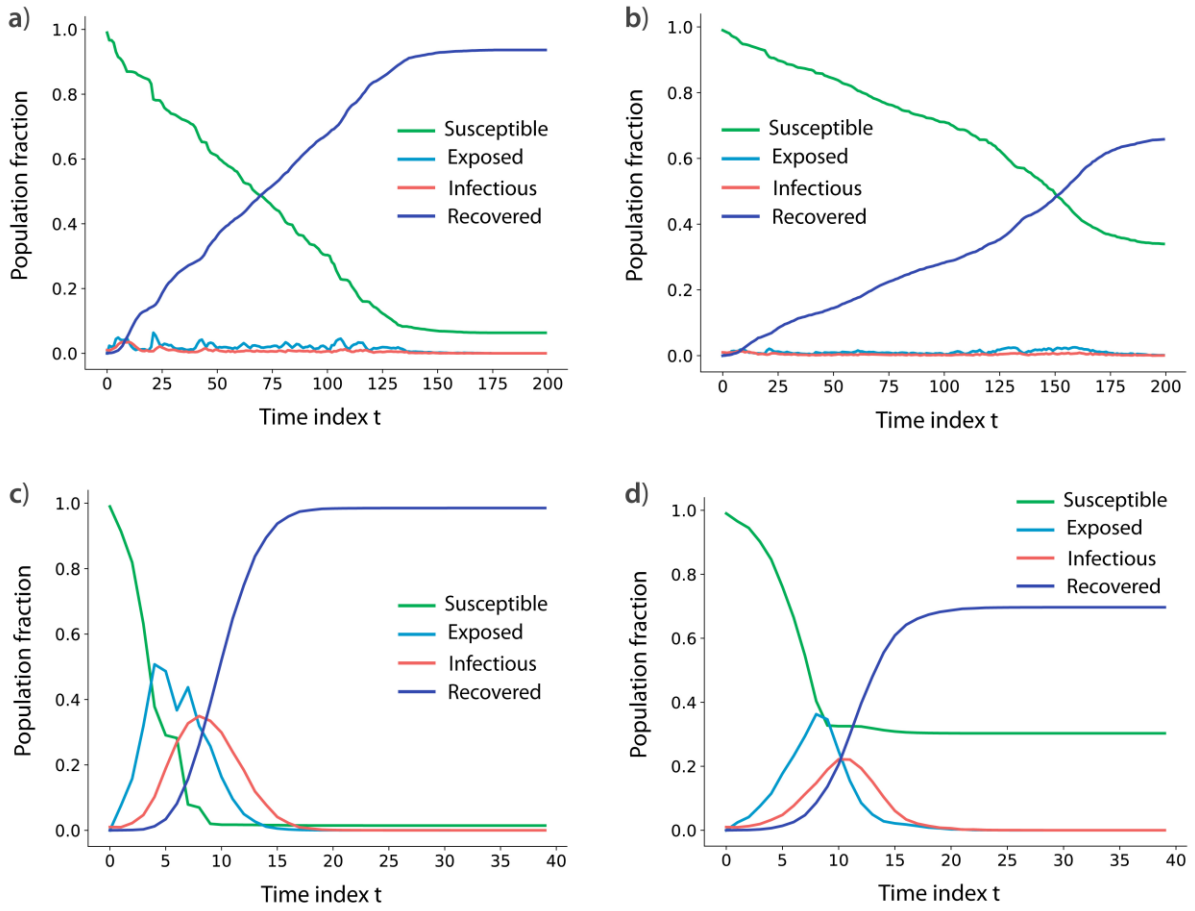 a)
Population fraction
1.0
0.8
0.6
0.4
0.2
0.0
Susceptible
Exposed
Infectious
Recovered
0 25 50 75 100 125 150 175 200
Time index t
b)
Population fraction
1.0
0.8
0.6
0.4
0.2
0.0
Susceptible
Exposed
Infectious
Recovered
0 25 50 75 100 125 150 175 200
Time index t
c)
Population fraction
1.0
0.8
0.6
0.4
0.2
0.0
Susceptible
Exposed
Infectious
Recovered
0 5 10 15 20 25 30 35 40
Time index t
d)
Population fraction
1.0
0.8
0.6
0.4
0.2
0.0
Susceptible
Exposed
Infectious
Recovered
0 5 10 15 20 25 30 35 40
Time index t